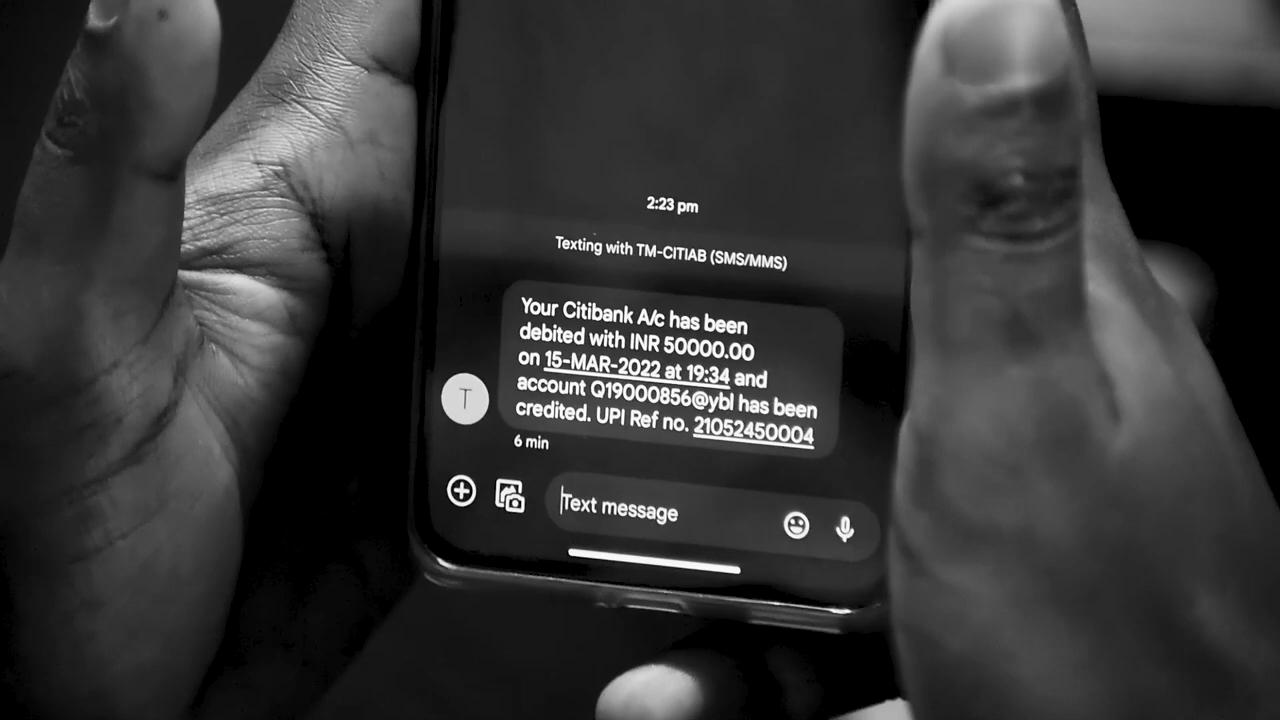 2:23 pm
Texting with TM-CITIAB (SMS/MMS)
Your Citibank A/c has been
debited with INR 50000.00
on 15-MAR-2022 at 19:34 and
account Q19000856@ybl has been
credited. UPI Ref no. 21052450004
T
6 min
Text message